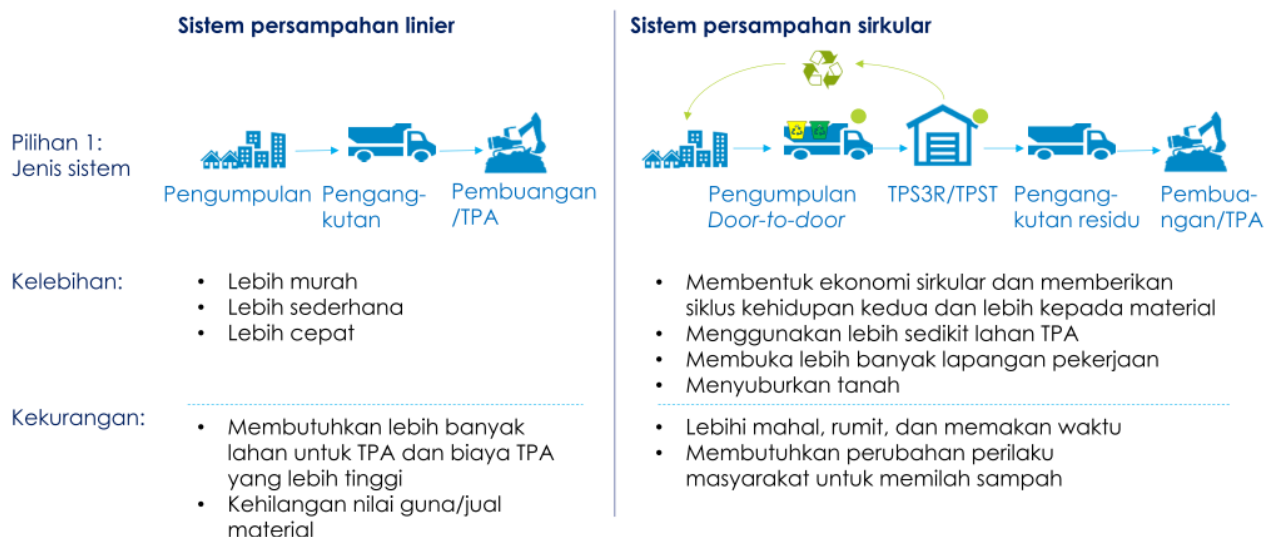 Sistem persampahan linier
Sistem persampahan sirkular
Pilihan 1:
Jenis sistem
Pengumpulan
Pengang-
kutan
Pembuangan
/TPA
Pengumpulan
Door-to-door
TPS3R/TPST
Pengang-
kutan residu
Pembua-
ngan/TPA
Kelebihan:
• Lebih murah
• Lebih sederhana
• Lebih cepat
• Membentuk ekonomi sirkular dan memberikan
siklus kehidupan kedua dan lebih kepada material
• Menggunakan lebih sedikit lahan TPA
• Membuka lebih banyak lapangan pekerjaan
• Menyuburkan tanah
Kekurangan:
• Membutuhkan lebih banyak
lahan untuk TPA dan biaya TPA
yang lebih tinggi
• Kehilangan nilai guna/jual
material
• Lebihi mahal, rumit, dan memakan waktu
• Membutuhkan perubahan perilaku
masyarakat untuk memilah sampah